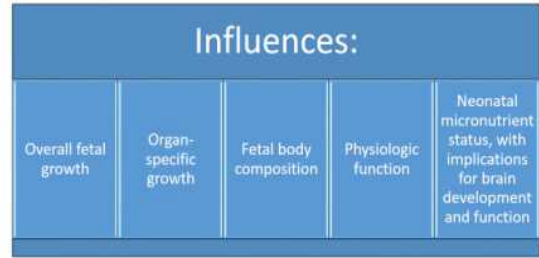 Influences:
Overall fetal
growth
Organ-
specific
growth
Fetal body
composition
Physiologic
function
Neonatal
micronutrient
status, with
implications
for brain
development
and function